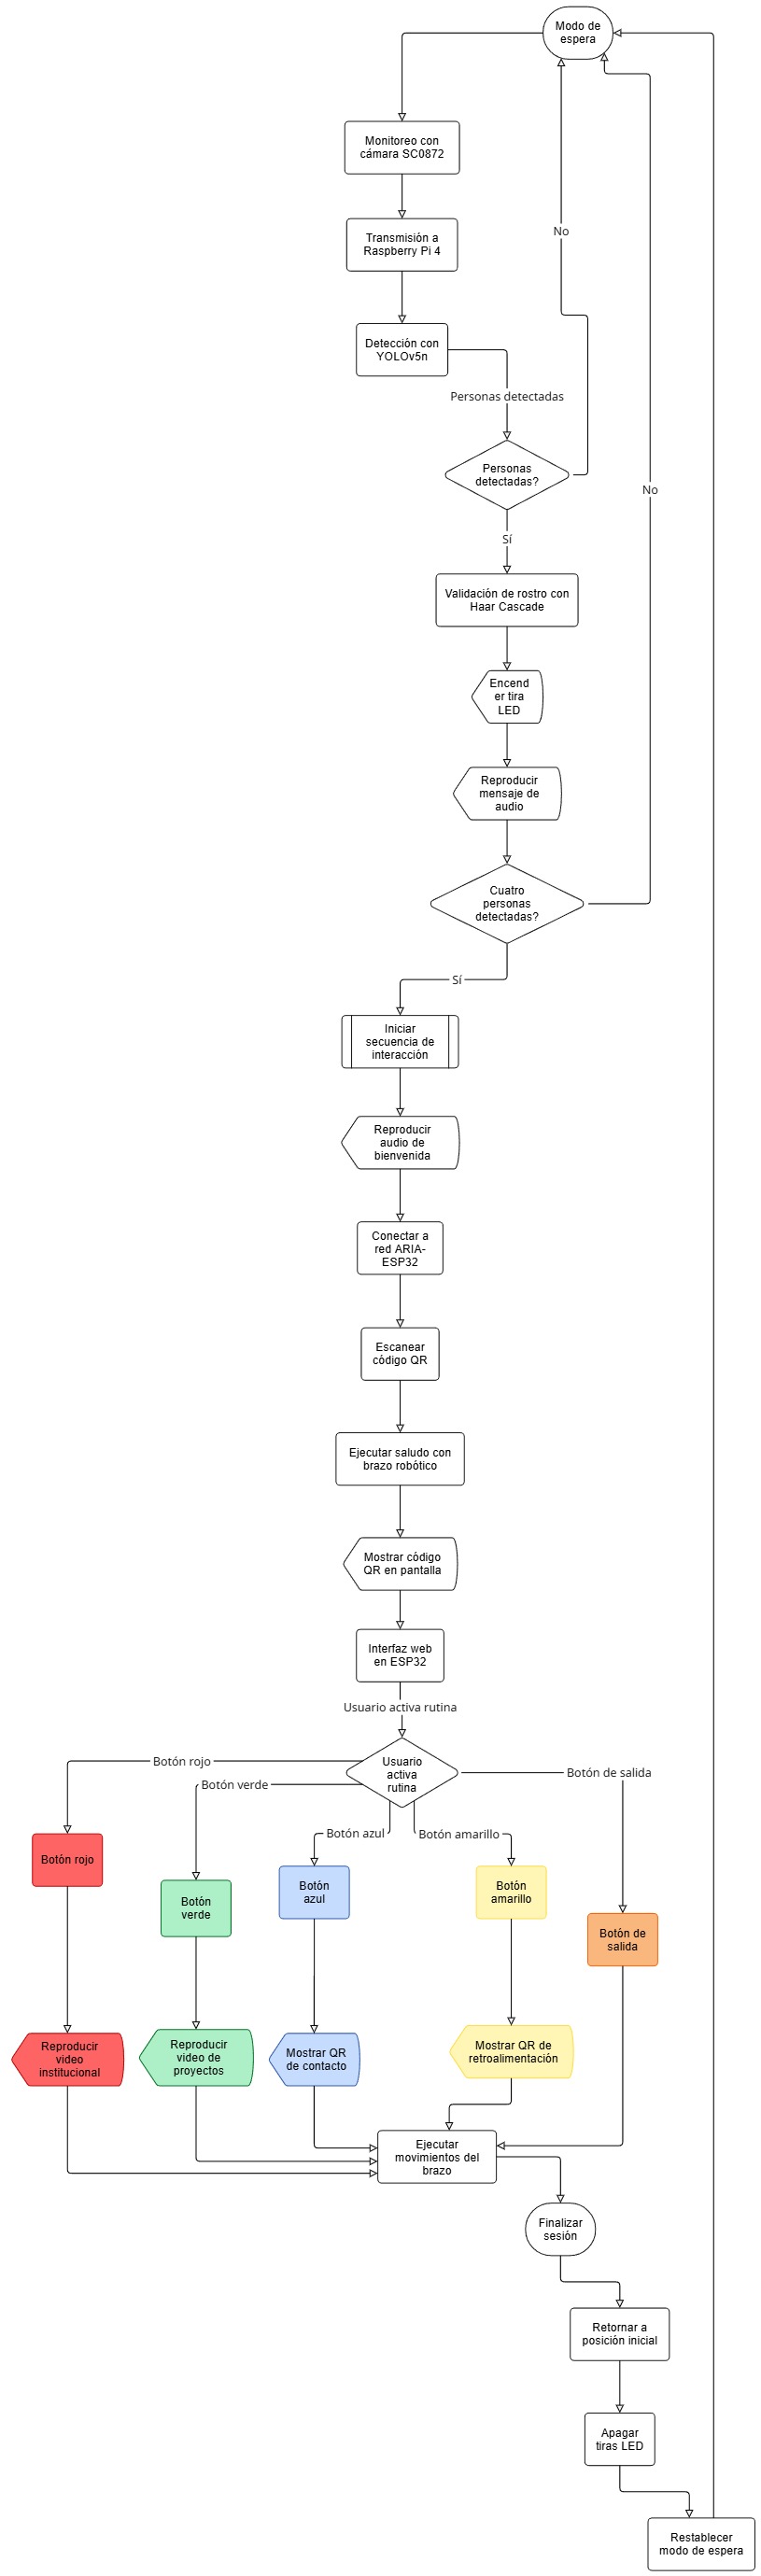 Modo de
espera
Monitoreo con
cámara SC0872
Transmisión a
Raspberry Pi 4
No
Detección con
YOLOv5n
Personas detectadas
Personas
detectadas?
No
Sí
Validación de rostro con
Haar Cascade
Encend
er tira
LED
Reproducir
mensaje de
audio
Cuatro
personas
detectadas?
Sí
Iniciar
secuencia de
interacción
Reproducir
audio de
bienvenida
Conectar a
red ARIA-
ESP32
Escanear
código QR
Ejecutar saludo con
brazo robótico
Mostrar código
QR en pantalla
Interfaz web
en ESP32
Usuario activa rutina
Usuario
activa
rutina
Botón rojo
Botón verde
Botón azul
Botón amarillo
Botón de salida
Botón rojo
Botón
verde
Botón
azul
Botón
amarillo
Botón de
salida
Reproducir
video
institucional
Reproducir
video de
proyectos
Mostrar QR
de contacto
Mostrar QR de
retroalimentación
Ejecutar
movimientos del
brazo
Finalizar
sesión
Retornar a
posición inicial
Apagar
tiras LED
Restablecer
modo de espera